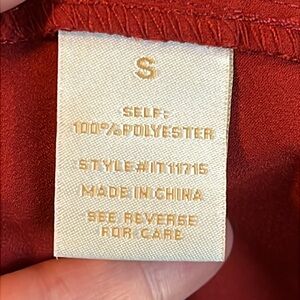 S
SELF:
100%POLYESTER
STYLE#IT11715
MADE IN CHINA
SEE REVERSE
FOR CARE